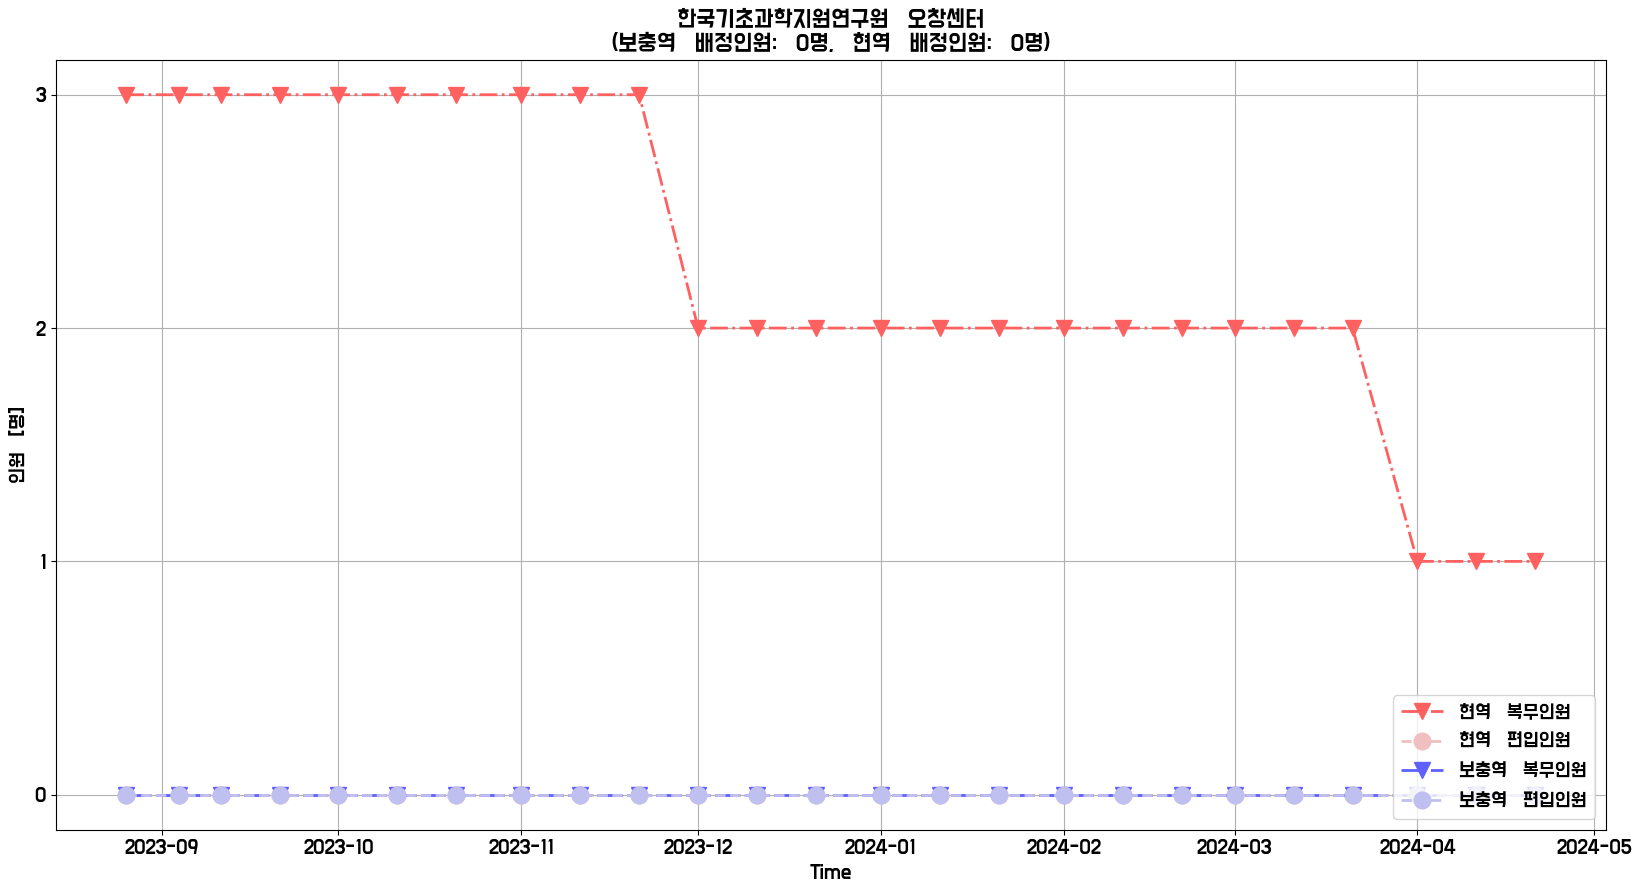 한국기초과학지원연구원 오창센터
(보충역 배정인원: 0명, 현역 배정인원: 0명)
인원 [명]
3
2
1
0
현역 복무인원
현역 편입인원
보충역 복무인원
보충역 편입인원
2023-09 2023-10 2023-11 2023-12 2024-01 2024-02 2024-03 2024-04 2024-05
Time